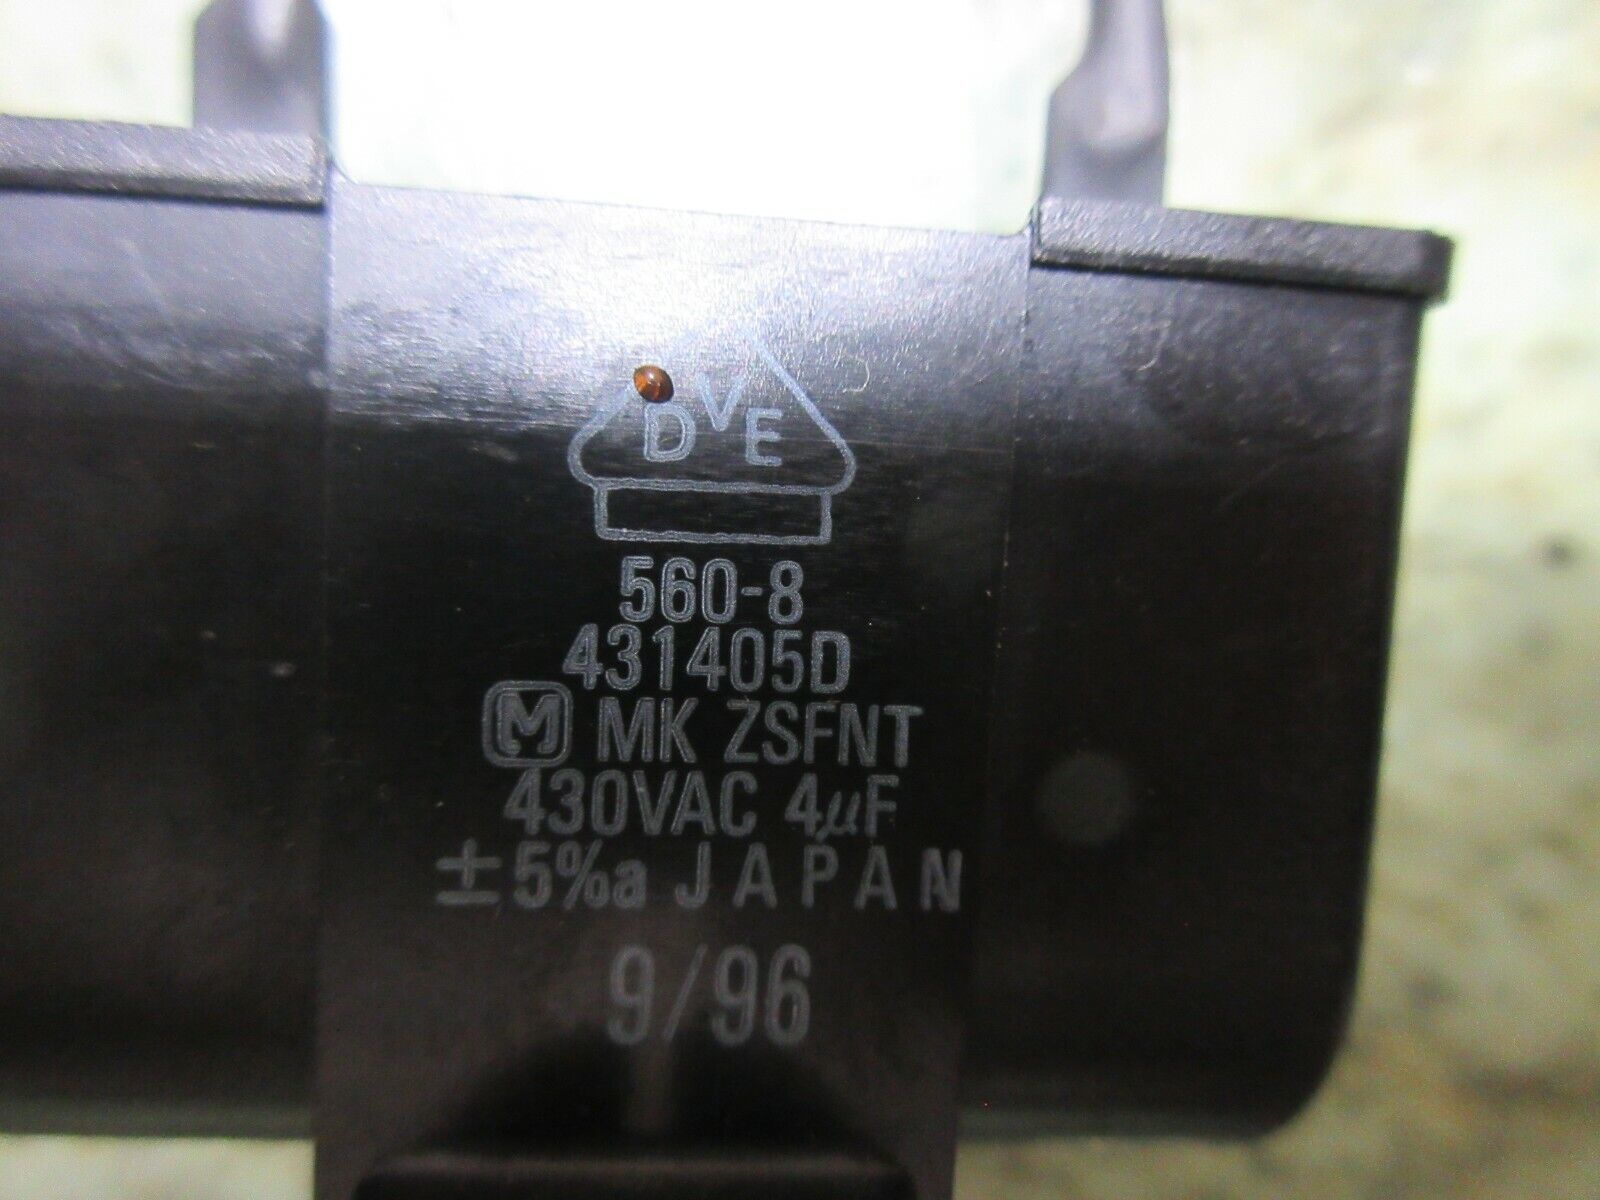 DVE
560-8
431405D
M MK ZSFNT
430VAC 4µF
±5%a JAPAN
9/96